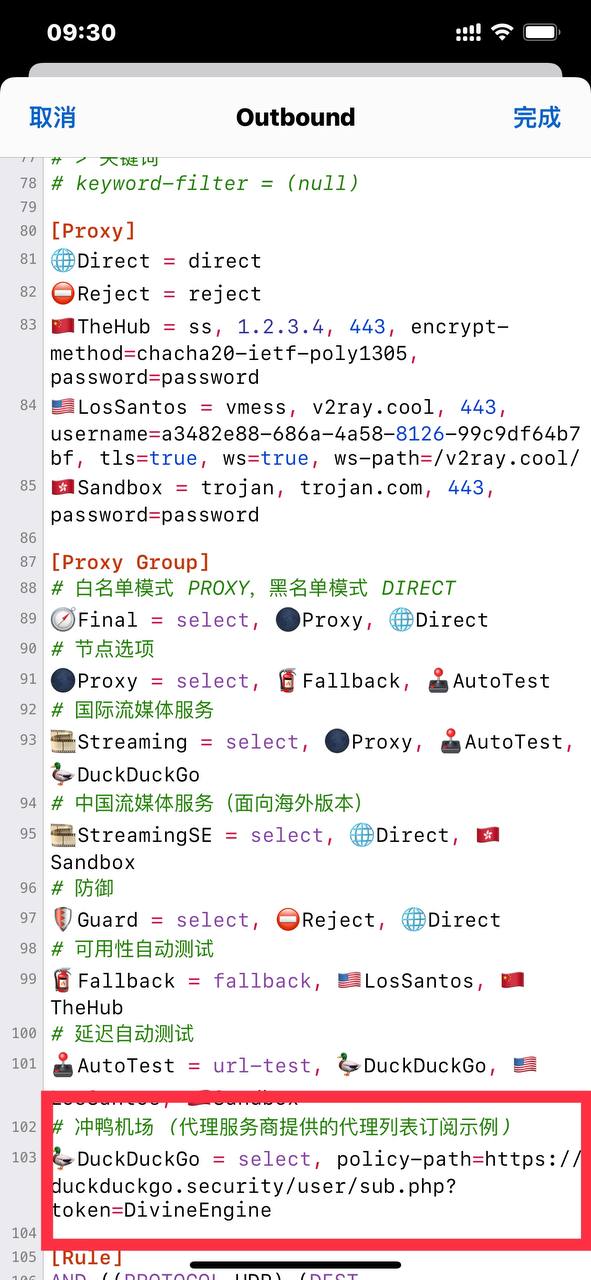 09:30
取消 Outbound 完成
77 # > 关键词
78 # keyword-filter = (null)
79
80 [Proxy]
81 🌐Direct = direct
82 ⛔Reject = reject
83 🇨🇳TheHub = ss, 1.2.3.4, 443, encrypt-
method=chacha20-ietf-poly1305,
password=password
84 🇺🇸LosSantos = vmess, v2ray.cool, 443,
username=a3482e88-686a-4a58-8126-99c9df64b7
bf, tls=true, ws=true, ws-path=/v2ray.cool/
85 🇭🇰Sandbox = trojan, trojan.com, 443,
password=password
86
87 [Proxy Group]
88 # 白名单模式 PROXY，黑名单模式 DIRECT
89 🧭Final = select, 🌑Proxy, 🌐Direct
90 # 节点选项
91 🌑Proxy = select, 🧯Fallback, 🕹AutoTest
92 # 国际流媒体服务
93 🎞Streaming = select, 🌑Proxy, 🕹AutoTest,
🦆DuckDuckGo
94 # 中国流媒体服务（面向海外版本）
95 🎞StreamingSE = select, 🌐Direct, 🇭🇰
Sandbox
96 # 防御
97 🛡Guard = select, ⛔Reject, 🌐Direct
98 # 可用性自动测试
99 🧯Fallback = fallback, 🇺🇸LosSantos, 🇨🇳
TheHub
100 # 延迟自动测试
101 🕹AutoTest = url-test, 🦆DuckDuckGo, 🇺🇸
LosSantos, 🇭🇰Sandbox
102 # 冲鸭机场（代理服务商提供的代理列表订阅示例）
103 🦆DuckDuckGo = select, policy-path=https://
duckduckgo.security/user/sub.php?
token=DivineEngine
104
105 [Rule]
106 AND,((PROTOCOL,UDP),(DEST-